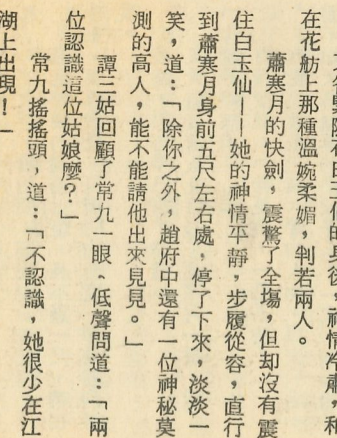 在花舫上那種溫婉柔媚，判若兩人。
蕭寒月的快劍，震驚了全場，但却沒有震
住白玉仙——她的神情平靜，步履從容，直行
到蕭寒月身前五尺左右處，停了下來，淡淡一
笑，道：「除你之外，趙府中還有一位神秘莫
測的高人，能不能請他出來見見。」
譚三姑回顧了常九一眼、低聲問道：「兩
位認識這位姑娘麼？」
常九搖搖頭，道：「不認識，她很少在江
湖上出現！」